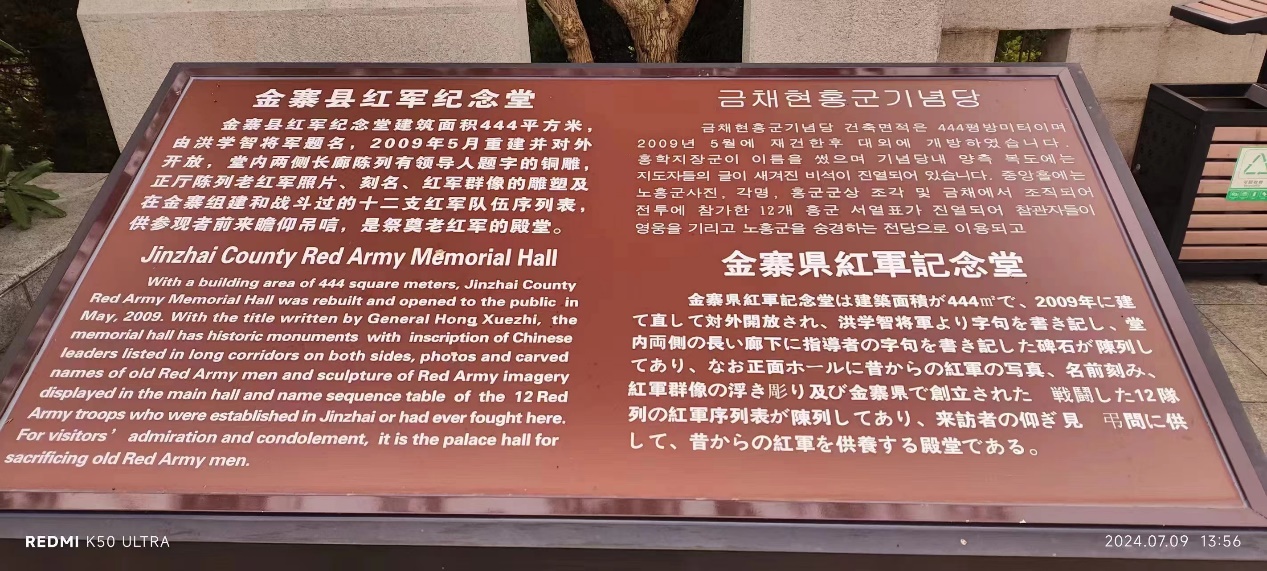 金寨县红军纪念堂
金寨县红军纪念堂建筑面积444平方米，
由洪学智将军题名，2009年5月重建并对外
开放，堂内两侧长廊陈列有领导人题字的铜雕，
正厅陈列老红军照片、刻名、红军群像的雕塑及
在金寨组建和战斗过的十二支红军队伍序列表，
供参观者前来瞻仰吊唁，是祭奠老红军的殿堂。
Jinzhai County Red Army Memorial Hall
With a building area of 444 square meters, Jinzhai County
Red Army Memorial Hall was rebuilt and opened to the public in
May, 2009. With the title written by General Hong Xuezhi, the
memorial hall has historic monuments with inscription of Chinese
leaders listed in long corridors on both sides, photos and carved
names of old Red Army men and sculpture of Red Army imagery
displayed in the main hall and name sequence table of the 12 Red
Army troops who were established in Jinzhai or had ever fought here.
For visitors' admiration and condolement, it is the palace hall for
sacrificing old Red Army men.
금채현홍군기념당
금채현홍군기념당 건축면적은 444평방미터이며
2009년 5월에 재건한후 대외에 개방하였습니다.
홍학지장군이 이름을 썼으며 기념당내 양측 복도에는
지도자들의 글이 새겨진 비석이 진열되어 있습니다. 중앙홀에는
노홍군사진, 각명, 홍군군상 조각 및 금채에서 조직되어
전투에 참가한 12개 홍군 서열표가 진열되어 참관자들이
영웅을 기리고 노홍군을 숭경하는 전당으로 이용되고
金寨県紅軍記念堂
金寨県紅軍記念堂は建築面積が444㎡で、2009年に建
て直して対外開放され、洪学智将軍より字句を書き記し、堂
内両側の長い廊下に指導者の字句を書き記した碑石が陳列し
てあり、なお正面ホールに昔からの紅軍の写真、名前刻み、
紅軍群像の浮き彫り及び金寨県で創立された 戦闘した12隊
列の紅軍序列表が陳列してあり、来訪者の仰ぎ見 弔問に供
して、昔からの紅軍を供養する殿堂である。
REDMI K50 ULTRA
2024.07.09 13:56